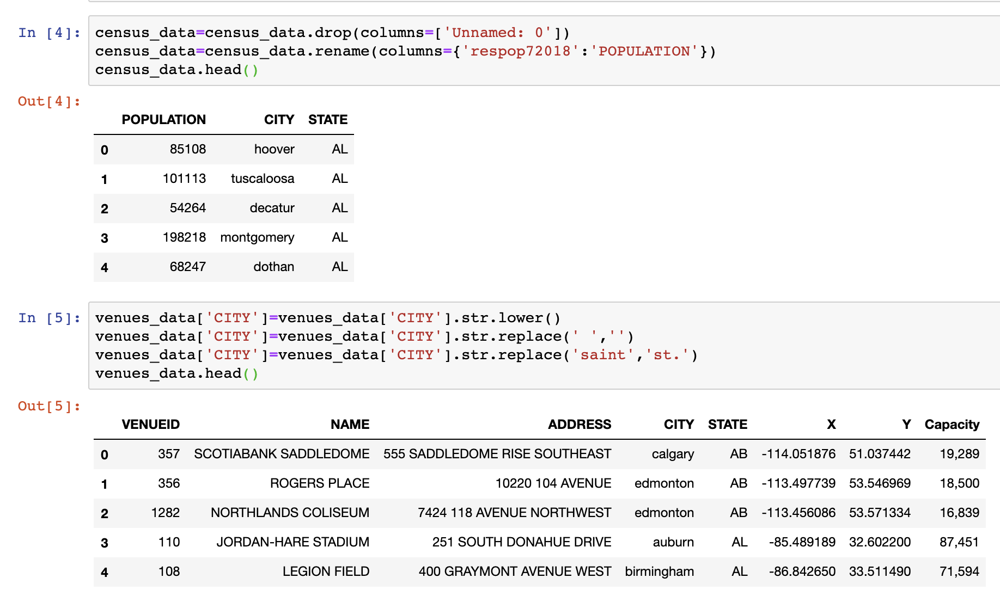 In [4]: census_data=census_data.drop(columns=['Unnamed: 0'])
census_data=census_data.rename(columns={'respop72018':'POPULATION'})
census_data.head()
Out[4]:
POPULATION CITY STATE
0 85108 hoover AL
1 101113 tuscaloosa AL
2 54264 decatur AL
3 198218 montgomery AL
4 68247 dothan AL
In [5]: venues_data['CITY']=venues_data['CITY'].str.lower()
venues_data['CITY']=venues_data['CITY'].str.replace(' ','')
venues_data['CITY']=venues_data['CITY'].str.replace('saint','st.')
venues_data.head()
Out[5]:
VENUEID NAME ADDRESS CITY STATE X Y Capacity
0 357 SCOTIABANK SADDLEDOME 555 SADDLEDOME RISE SOUTHEAST calgary AB -114.051876 51.037442 19,289
1 356 ROGERS PLACE 10220 104 AVENUE edmonton AB -113.497739 53.546969 18,500
2 1282 NORTHLANDS COLISEUM 7424 118 AVENUE NORTHWEST edmonton AB -113.456086 53.571334 16,839
3 110 JORDAN-HARE STADIUM 251 SOUTH DONAHUE DRIVE auburn AL -85.489189 32.602200 87,451
4 108 LEGION FIELD 400 GRAYMONT AVENUE WEST birmingham AL -86.842650 33.511490 71,594